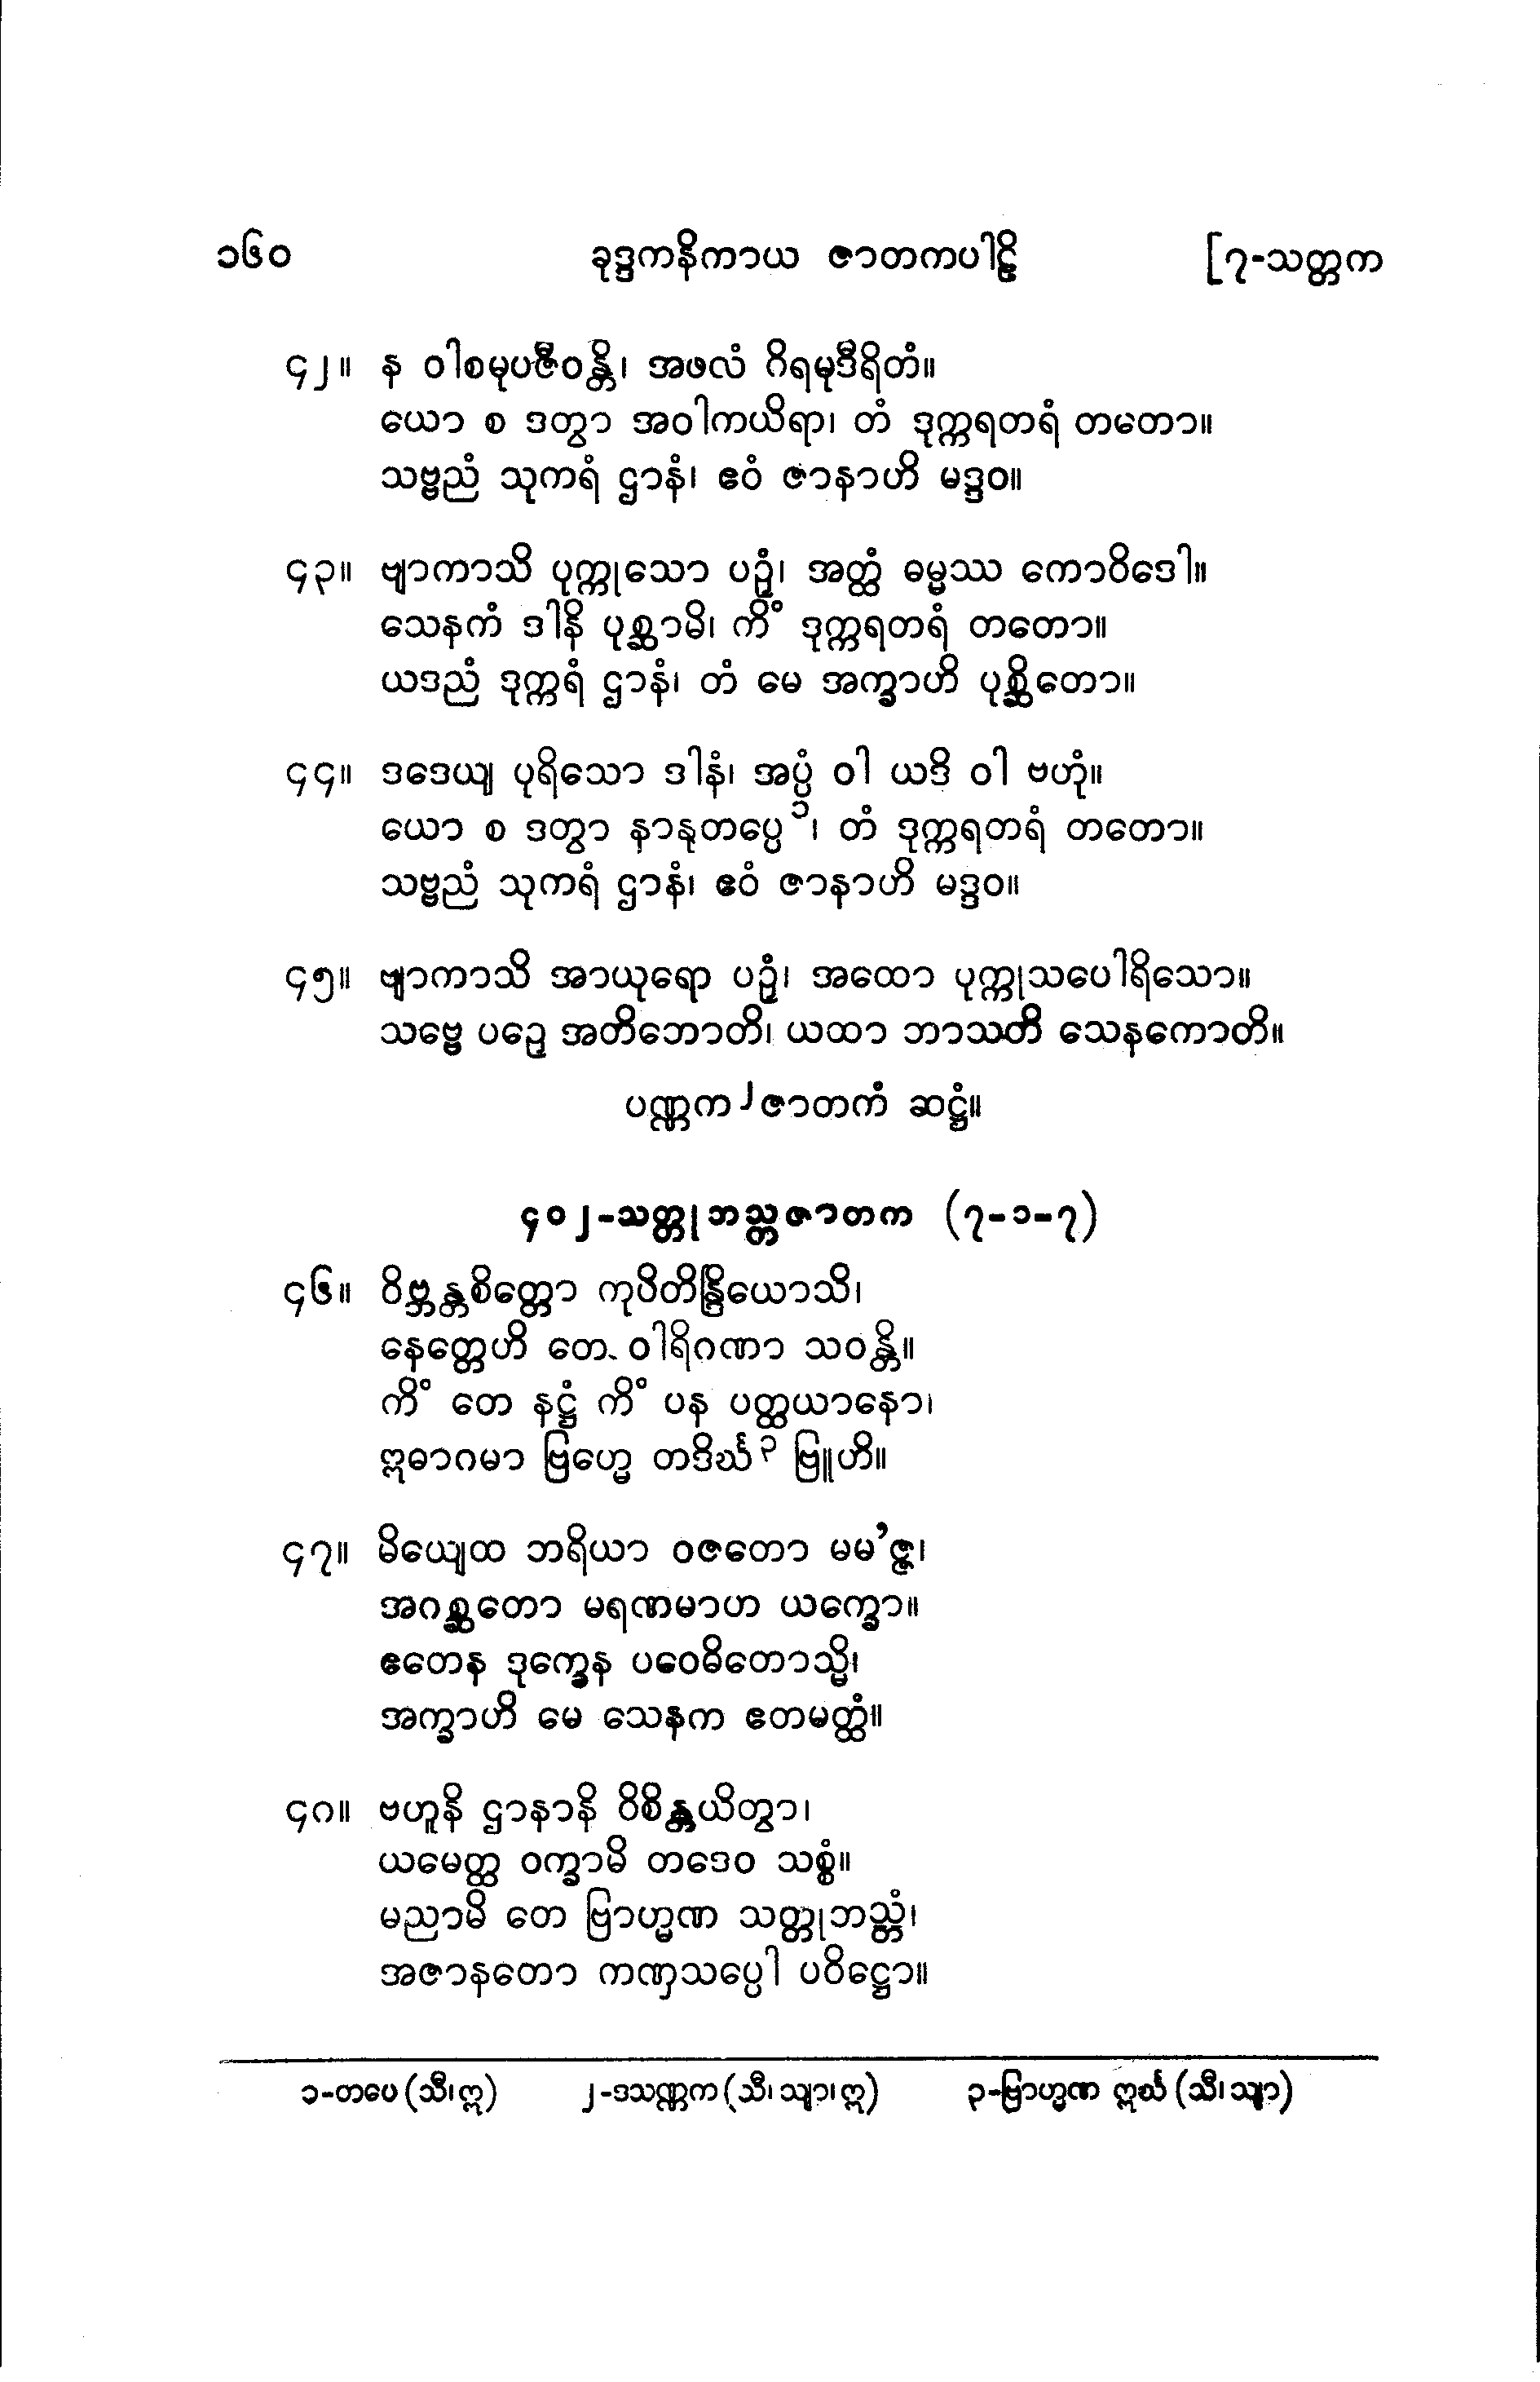 ၁၆၀ ခုဒ္ဒကနိကာယ ဇာတကပါဠိ [၇-သတ္တက
၄၂။ န ဝါစမုပဇီဝန္တိ၊ အဖလံ ဂိရမုဒီရိတံ။
ယော စ ဒတွာ အဝါကယိရာ၊ တံ ဒုက္ကရတရံ တတော။
သဗ္ဗညံ သုကရံ ဌာနံ၊ ဧဝံ ဇာနာဟိ မဒ္ဒဝ။
၄၃။ ဗျာကာသိ ပုက္ကုသော ပဉှံ၊ အတ္ထံ ဓမ္မဿ ကောဝိဒေါ။
သေနကံ ဒါနိ ပုစ္ဆာမိ၊ ကိံ ဒုက္ကရတရံ တတော။
ယဒညံ ဒုက္ကရံ ဌာနံ၊ တံ မေ အက္ခာဟိ ပုစ္ဆိတော။
၄၄။ ဒဒေယျ ပုရိသော ဒါနံ၊ အပ္ပံ ဝါ ယဒိ ဝါ ဗဟုံ။
ယော စ ဒတွာ နာနုတပ္ပေ၁၊ တံ ဒုက္ကရတရံ တတော။
သဗ္ဗညံ သုကရံ ဌာနံ၊ ဧဝံ ဇာနာဟိ မဒ္ဒဝ။
၄၅။ ဗျာကာသိ အာယုရော ပဉှံ၊ အထော ပုက္ကုသပေါရိသော။
သဗ္ဗေ ပဉှေ အတိဘောတိ၊ ယထာ ဘာသတိ သေနကောတိ။
ပဏ္ဏက၂ဇာတကံ ဆဋ္ဌံ။
၄၀၂-သတ္တုဘသ္တဇာတက (၇-၁-၇)
၄၆။ ဝိဗ္ဘန္တစိတ္တော ကုပိတိန္ဒြိယောသိ၊
နေတ္တေဟိ တေ ဝါရိဂဏာ သဝန္တိ။
ကိံ တေ နဋ္ဌံ ကိံ ပန ပတ္ထယာနော၊
ဣဓာဂမာ ဗြဟ္မေ တဒိင်္ဃ၃ ဗြူဟိ။
၄၇။ မိယျေထ ဘရိယာ ဝဇတော မမ’ဇ္ဇ၊
အဂစ္ဆတော မရဏမာဟ ယက္ခော။
ဧတေန ဒုက္ခေန ပဝေဓိတောသ္မိ၊
အက္ခာဟိ မေ သေနက ဧတမတ္ထံ။
၄၈။ ဗဟူနိ ဌာနာနိ ဝိစိန္တယိတွာ၊
ယမေတ္ထ ဝက္ခာမိ တဒေဝ သစ္စံ။
မညာမိ တေ ဗြာဟ္မဏ သတ္တုဘသ္တံ၊
အဇာနတော ကဏှသပ္ပေါ ပဝိဋ္ဌော။
၁-တပေ (သီ၊ဣ) ၂-ဒသဏ္ဏက (သီ၊ သျာ၊ ဣ) ၃-ဗြာဟ္မဏ ဣင်္ဃ (သီ၊ သျာ)